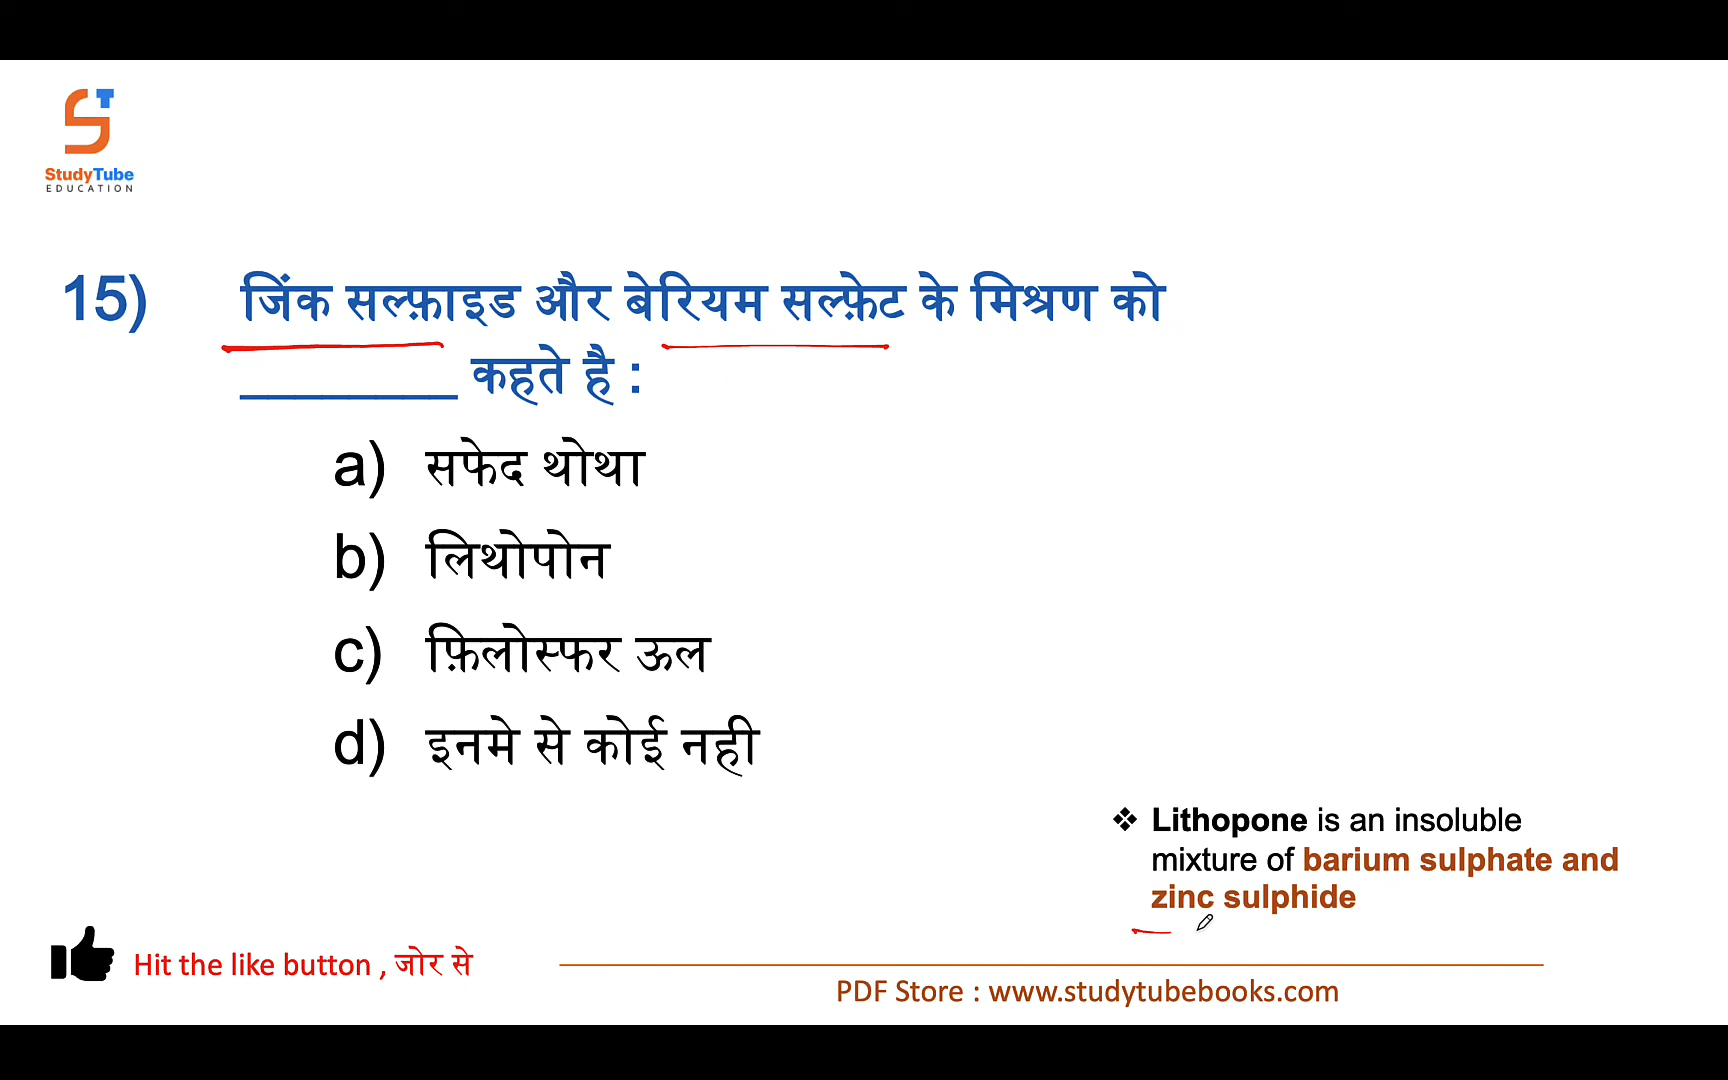 StudyTube
EDUCATION
15) जिंक सल्फ़ाइड और बेरियम सल्फ़ेट के मिश्रण को
________ कहते है :
a) सफेद थोथा
b) लिथोपोन
c) फ़िलोस्फर ऊल
d) इनमे से कोई नही
❖ Lithopone is an insoluble
mixture of barium sulphate and
zinc sulphide
Hit the like button , जोर से
PDF Store : www.studytubebooks.com